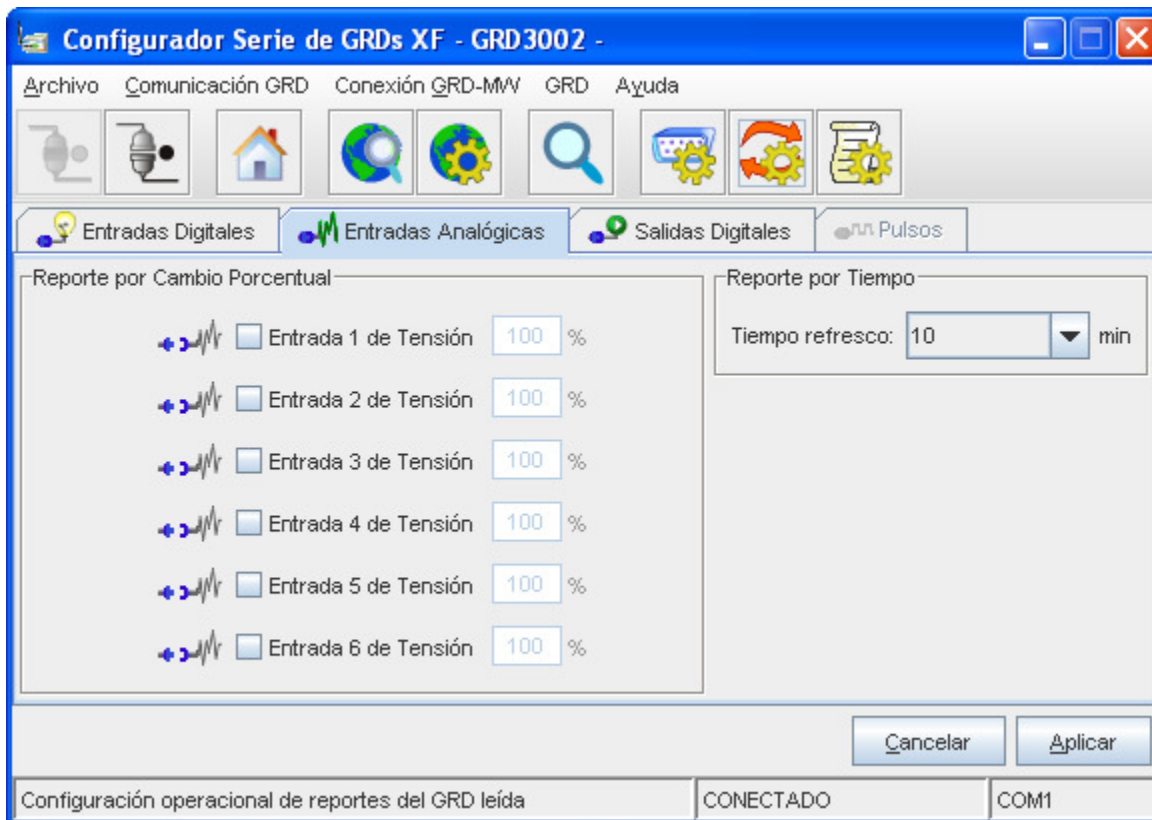 Configurador Serie de GRDs XF - GRD3002 -
Archivo Comunicación GRD Conexión GRD-MW GRD Ayuda
Entradas Digitales Entradas Analógicas Salidas Digitales Pulsos
Reporte por Cambio Porcentual
Entrada 1 de Tensión 100 %
Entrada 2 de Tensión 100 %
Entrada 3 de Tensión 100 %
Entrada 4 de Tensión 100 %
Entrada 5 de Tensión 100 %
Entrada 6 de Tensión 100 %
Reporte por Tiempo
Tiempo refresco: 10 min
Cancelar Aplicar
Configuración operacional de reportes del GRD leída CONECTADO COM1